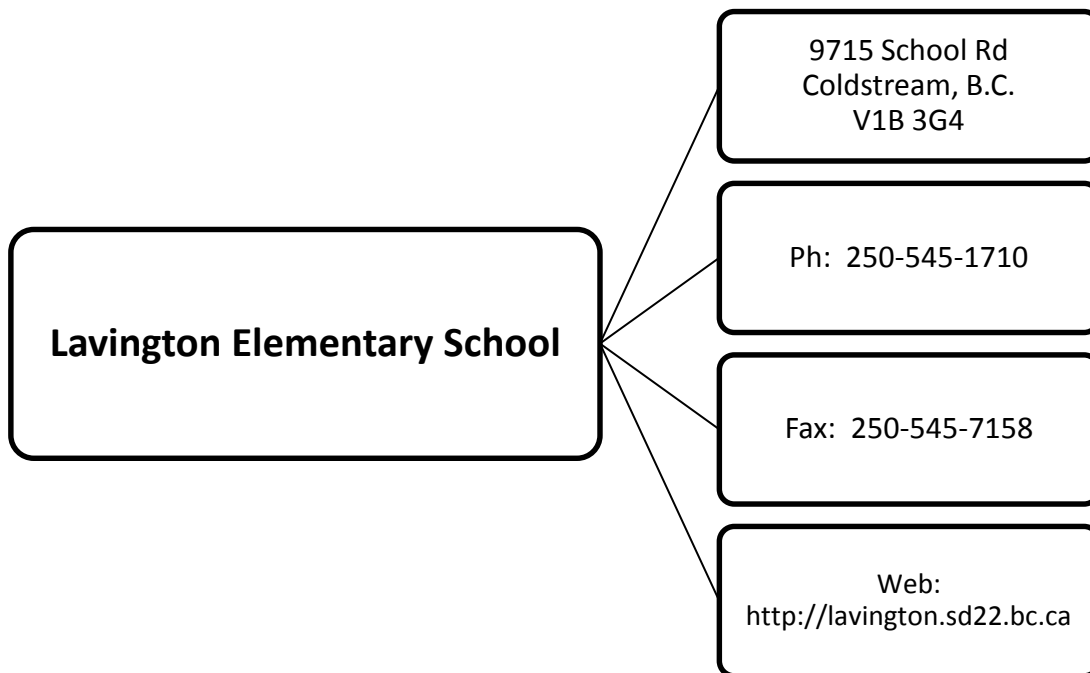 Lavington Elementary School
9715 School Rd
Coldstream, B.C.
V1B 3G4
Ph:  250-545-1710
Fax:  250-545-7158
Web:
http://lavington.sd22.bc.ca